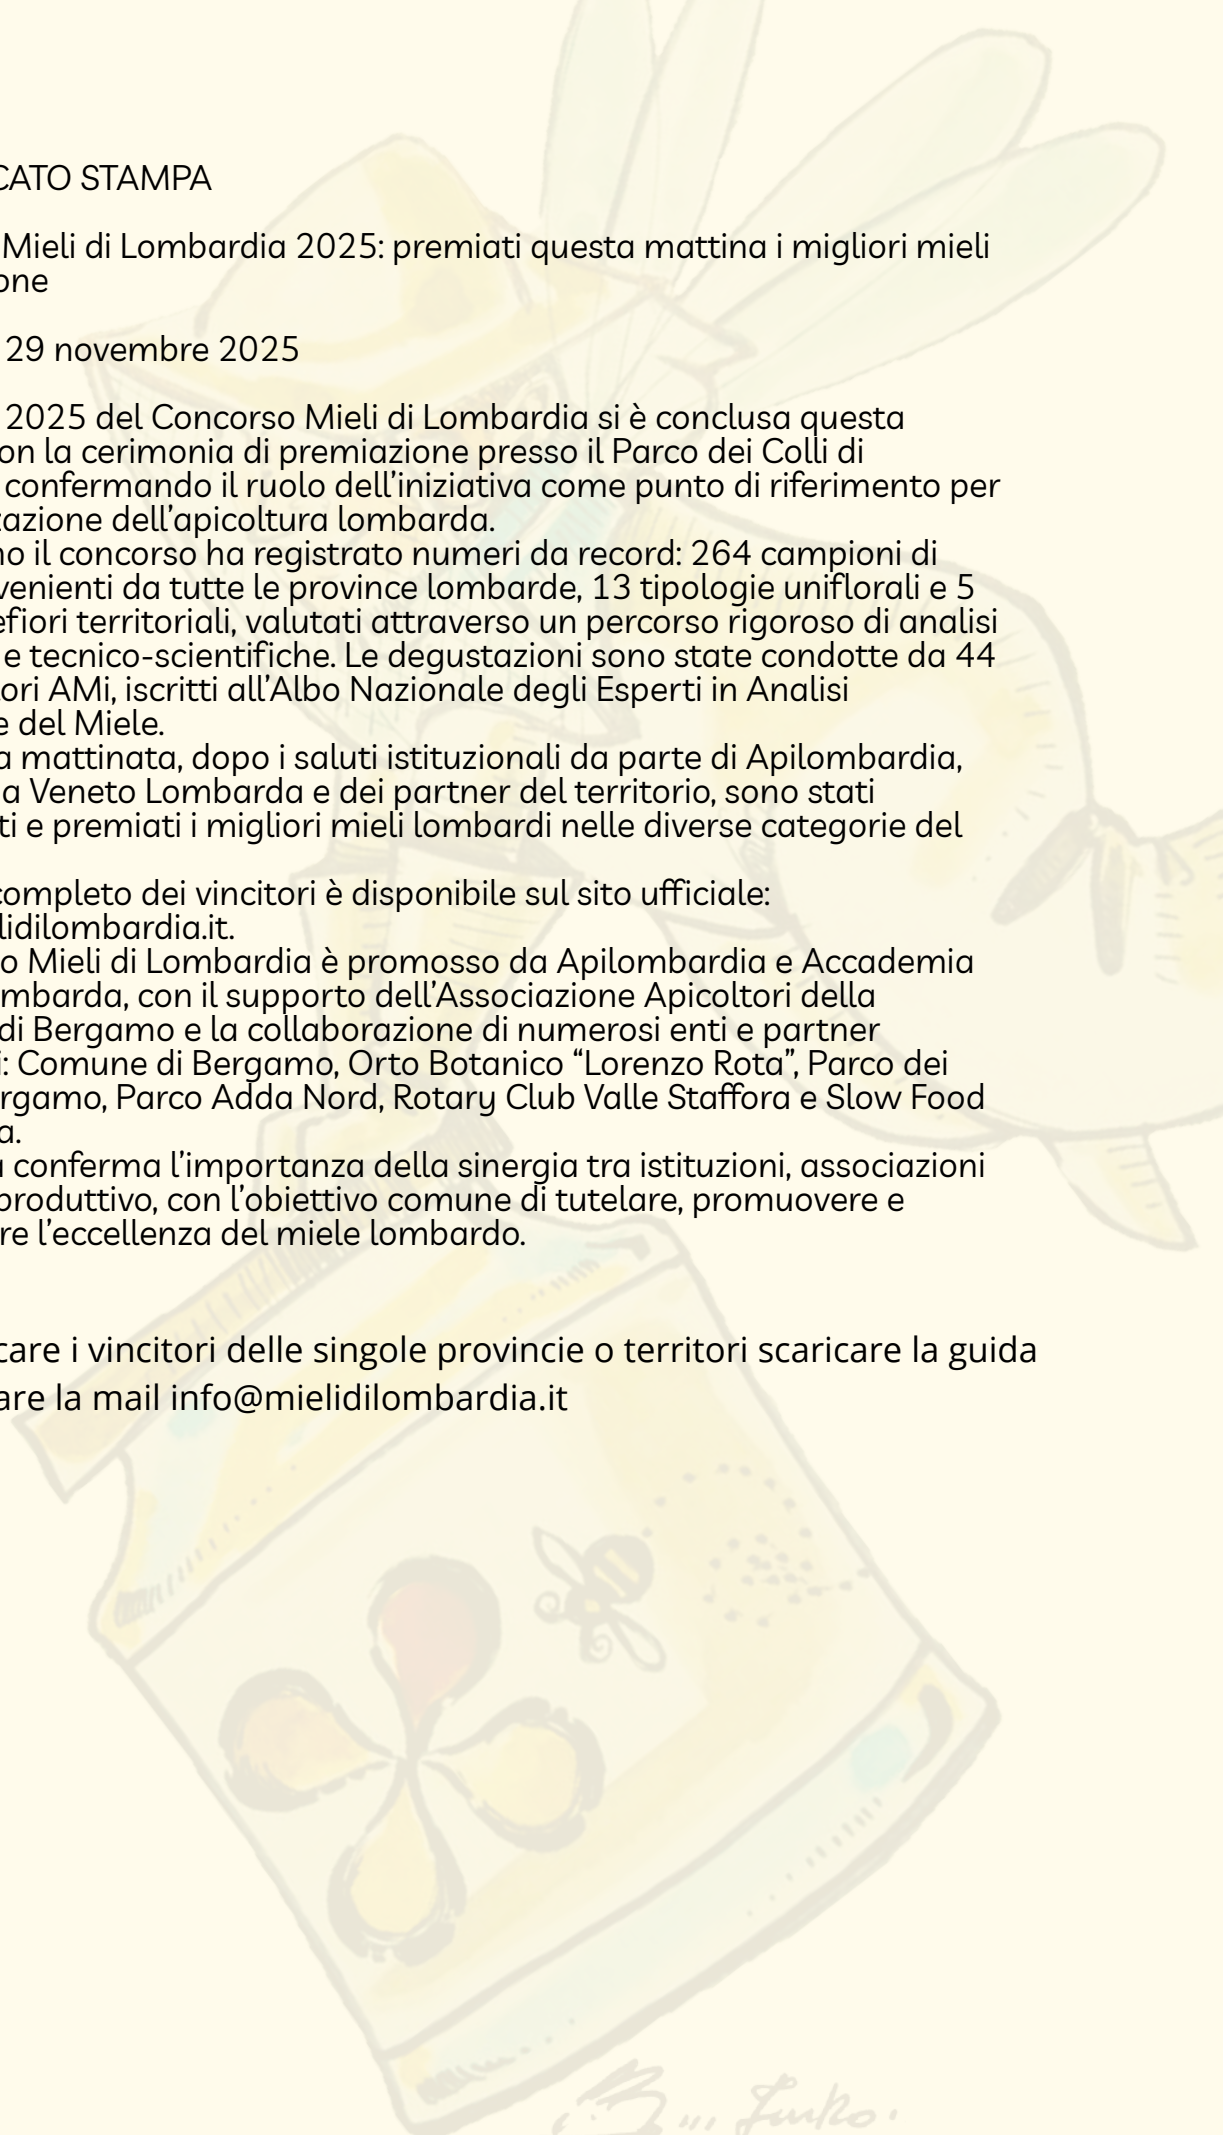 CATO STAMPA
Mieli di Lombardia 2025: premiati questa mattina i migliori mieli
one
29 novembre 2025
2025 del Concorso Mieli di Lombardia si è conclusa questa
on la cerimonia di premiazione presso il Parco dei Colli di
confermando il ruolo dell’iniziativa come punto di riferimento per
zazione dell’apicoltura lombarda.
no il concorso ha registrato numeri da record: 264 campioni di
venienti da tutte le province lombarde, 13 tipologie uniflorali e 5
efiori territoriali, valutati attraverso un percorso rigoroso di analisi
e tecnico-scientifiche. Le degustazioni sono state condotte da 44
tori AMi, iscritti all’Albo Nazionale degli Esperti in Analisi
e del Miele.
a mattinata, dopo i saluti istituzionali da parte di Apilombardia,
a Veneto Lombarda e dei partner del territorio, sono stati
ti e premiati i migliori mieli lombardi nelle diverse categorie del
completo dei vincitori è disponibile sul sito ufficiale:
lidilombardia.it.
o Mieli di Lombardia è promosso da Apilombardia e Accademia
mbarda, con il supporto dell’Associazione Apicoltori della
di Bergamo e la collaborazione di numerosi enti e partner
i: Comune di Bergamo, Orto Botanico “Lorenzo Rota”, Parco dei
rgamo, Parco Adda Nord, Rotary Club Valle Staffora e Slow Food
a.
a conferma l’importanza della sinergia tra istituzioni, associazioni
produttivo, con l’obiettivo comune di tutelare, promuovere e
re l’eccellenza del miele lombardo.
care i vincitori delle singole provincie o territori scaricare la guida
are la mail info@mielidilombardia.it